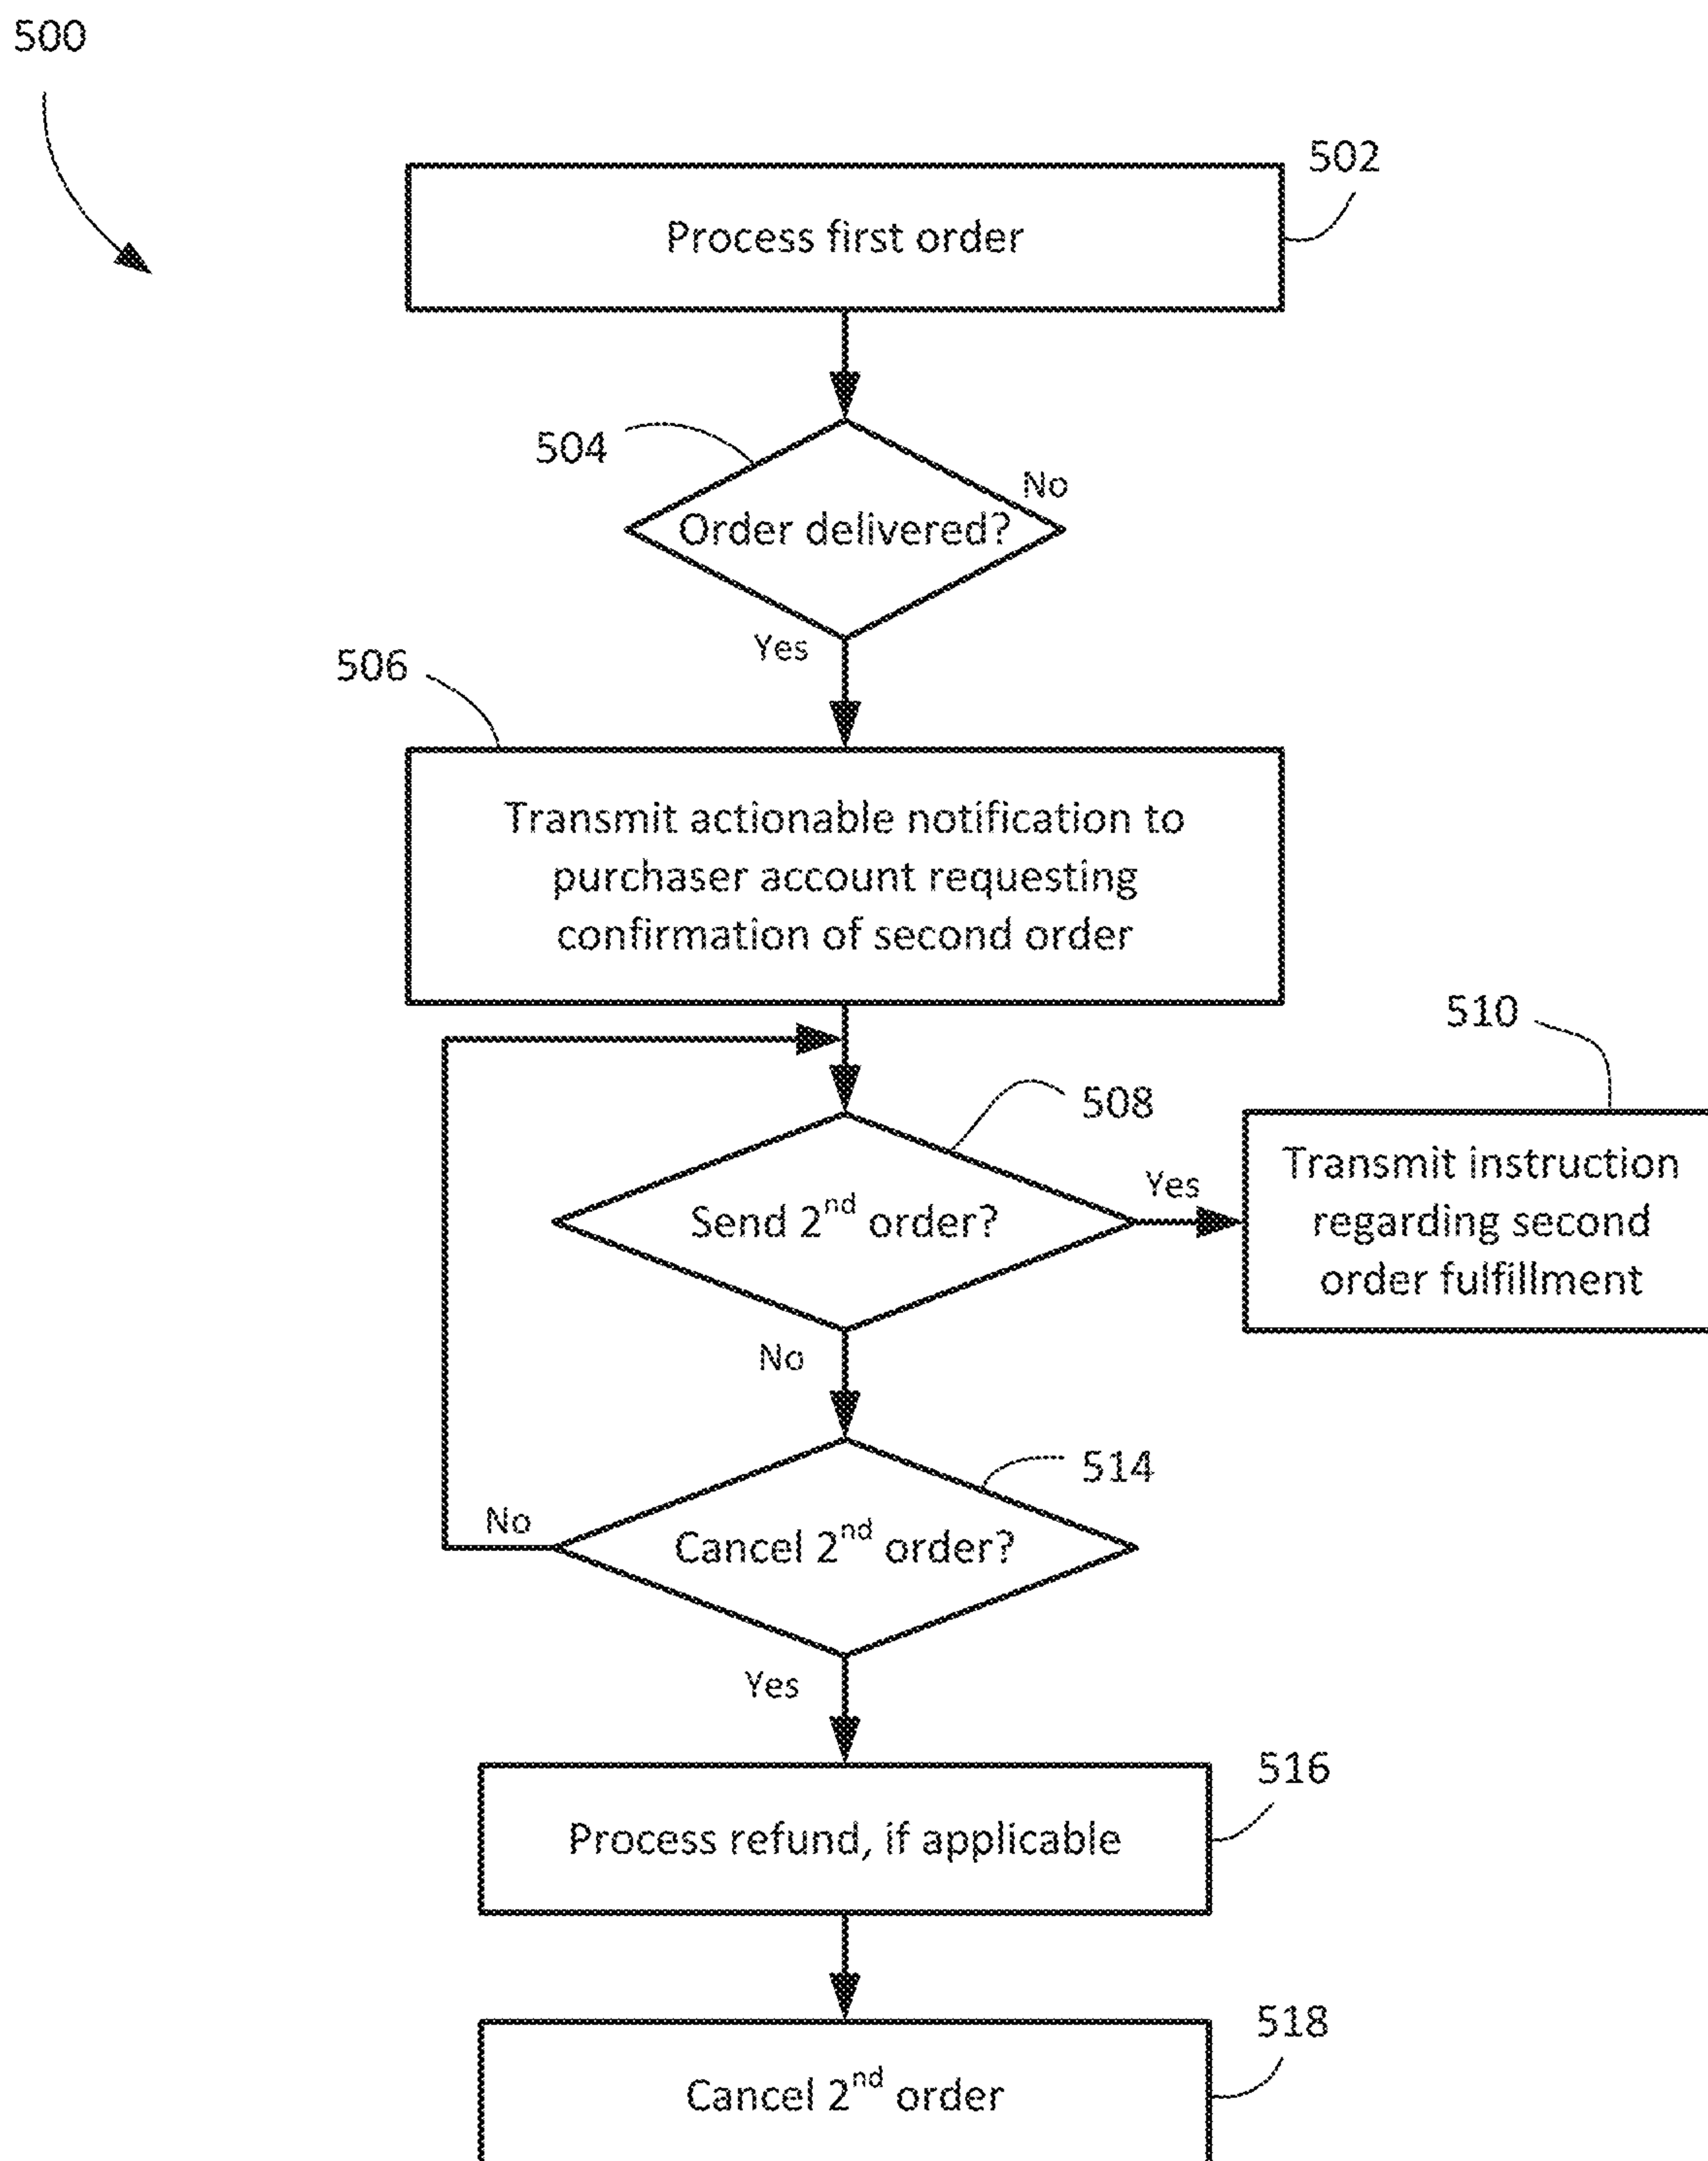 500
502
Process first order
504
No
Order delivered?
Yes
506
Transmit actionable notification to
purchaser account requesting
confirmation of second order
510
508
Transmit instruction
regarding second
order fulfillment
Yes
Send 2nd order?
No
514
No
Cancel 2nd order?
Yes
516
Process refund, if applicable
518
Cancel 2nd order